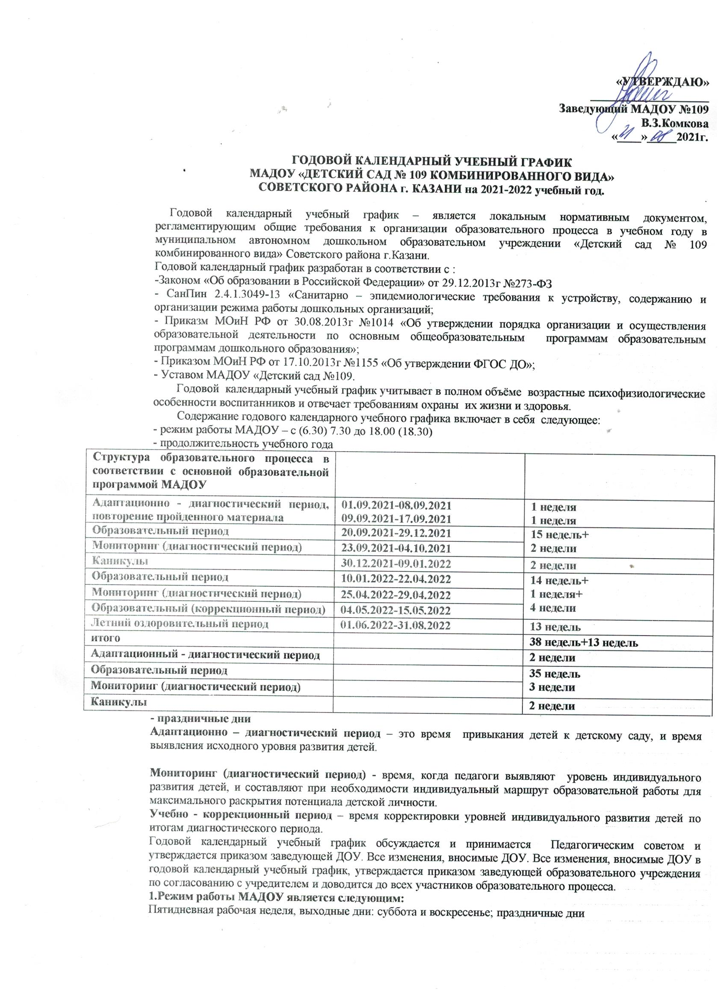 «УТВЕРЖДАЮ»
Заведующий МАДОУ №109
В.З.Комкова
« » 08 2021г.
ГОДОВОЙ КАЛЕНДАРНЫЙ УЧЕБНЫЙ ГРАФИК
МАДОУ «ДЕТСКИЙ САД № 109 КОМБИНИРОВАННОГО ВИДА»
СОВЕТСКОГО РАЙОНА г. КАЗАНИ на 2021-2022 учебный год.
Годовой календарный учебный график – является локальным нормативным документом,
регламентирующим общие требования к организации образовательного процесса в учебном году в
муниципальном автономном дошкольном образовательном учреждении «Детский сад № 109
комбинированного вида» Советского района г.Казани.
Годовой календарный график разработан в соответствии с :
-Законом «Об образовании в Российской Федерации» от 29.12.2013г №273-ФЗ
- СанПин 2.4.1.3049-13 «Санитарно – эпидемиологические требования к устройству, содержанию и
организации режима работы дошкольных организаций;
- Приказм МОиН РФ от 30.08.2013г №1014 «Об утверждении порядка организации и осуществления
образовательной деятельности по основным общеобразовательным программам образовательным
программам дошкольного образования»;
- Приказом МОиН РФ от 17.10.2013г №1155 «Об утверждении ФГОС ДО»;
- Уставом МАДОУ «Детский сад №109.
Годовой календарный учебный график учитывает в полном объёме возрастные психофизиологические
особенности воспитанников и отвечает требованиям охраны их жизни и здоровья.
Содержание годового календарного учебного графика включает в себя следующее:
- режим работы МАДОУ – с (6.30) 7.30 до 18.00 (18.30)
- продолжительность учебного года
Структура образовательного процесса в
соответствии с основной образовательной
программой МАДОУ
Адаптационно - диагностический период, 01.09.2021-08.09.2021 1 неделя
повторение пройденного материала 09.09.2021-17.09.2021 1 неделя
Образовательный период 20.09.2021-29.12.2021 15 недель+
Мониторинг (диагностический период) 23.09.2021-04.10.2021 2 недели
Каникулы 30.12.2021-09.01.2022 2 недели
Образовательный период 10.01.2022-22.04.2022 14 недель+
Мониторинг (диагностический период) 25.04.2022-29.04.2022 1 неделя+
Образовательный (коррекционный период) 04.05.2022-15.05.2022 4 недели
Летний оздоровительный период 01.06.2022-31.08.2022 13 недель
итого 38 недель+13 недель
Адаптационный - диагностический период 2 недели
Образовательный период 35 недель
Мониторинг (диагностический период) 3 недели
Каникулы 2 недели
- праздничные дни
Адаптационно – диагностический период – это время привыкания детей к детскому саду, и время
выявления исходного уровня развития детей.
Мониторинг (диагностический период) - время, когда педагоги выявляют уровень индивидуального
развития детей, и составляют при необходимости индивидуальный маршрут образовательной работы для
максимального раскрытия потенциала детской личности.
Учебно - коррекционный период – время корректировки уровней индивидуального развития детей по
итогам диагностического периода.
Годовой календарный учебный график обсуждается и принимается Педагогическим советом и
утверждается приказом заведующей ДОУ. Все изменения, вносимые ДОУ. Все изменения, вносимые ДОУ в
годовой календарный учебный график, утверждается приказом заведующей образовательного учреждения
по согласованию с учредителем и доводится до всех участников образовательного процесса.
1.Режим работы МАДОУ является следующим:
Пятидневная рабочая неделя, выходные дни: суббота и воскресенье; праздничные дни